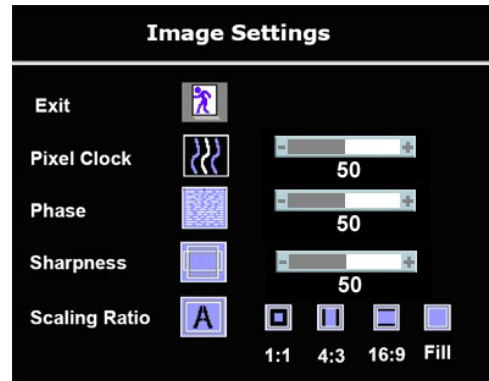 Image Settings
Exit
Pixel Clock
- +
50
Phase
- +
50
Sharpness
- +
50
Scaling Ratio A
1:1 4:3 16:9 Fill